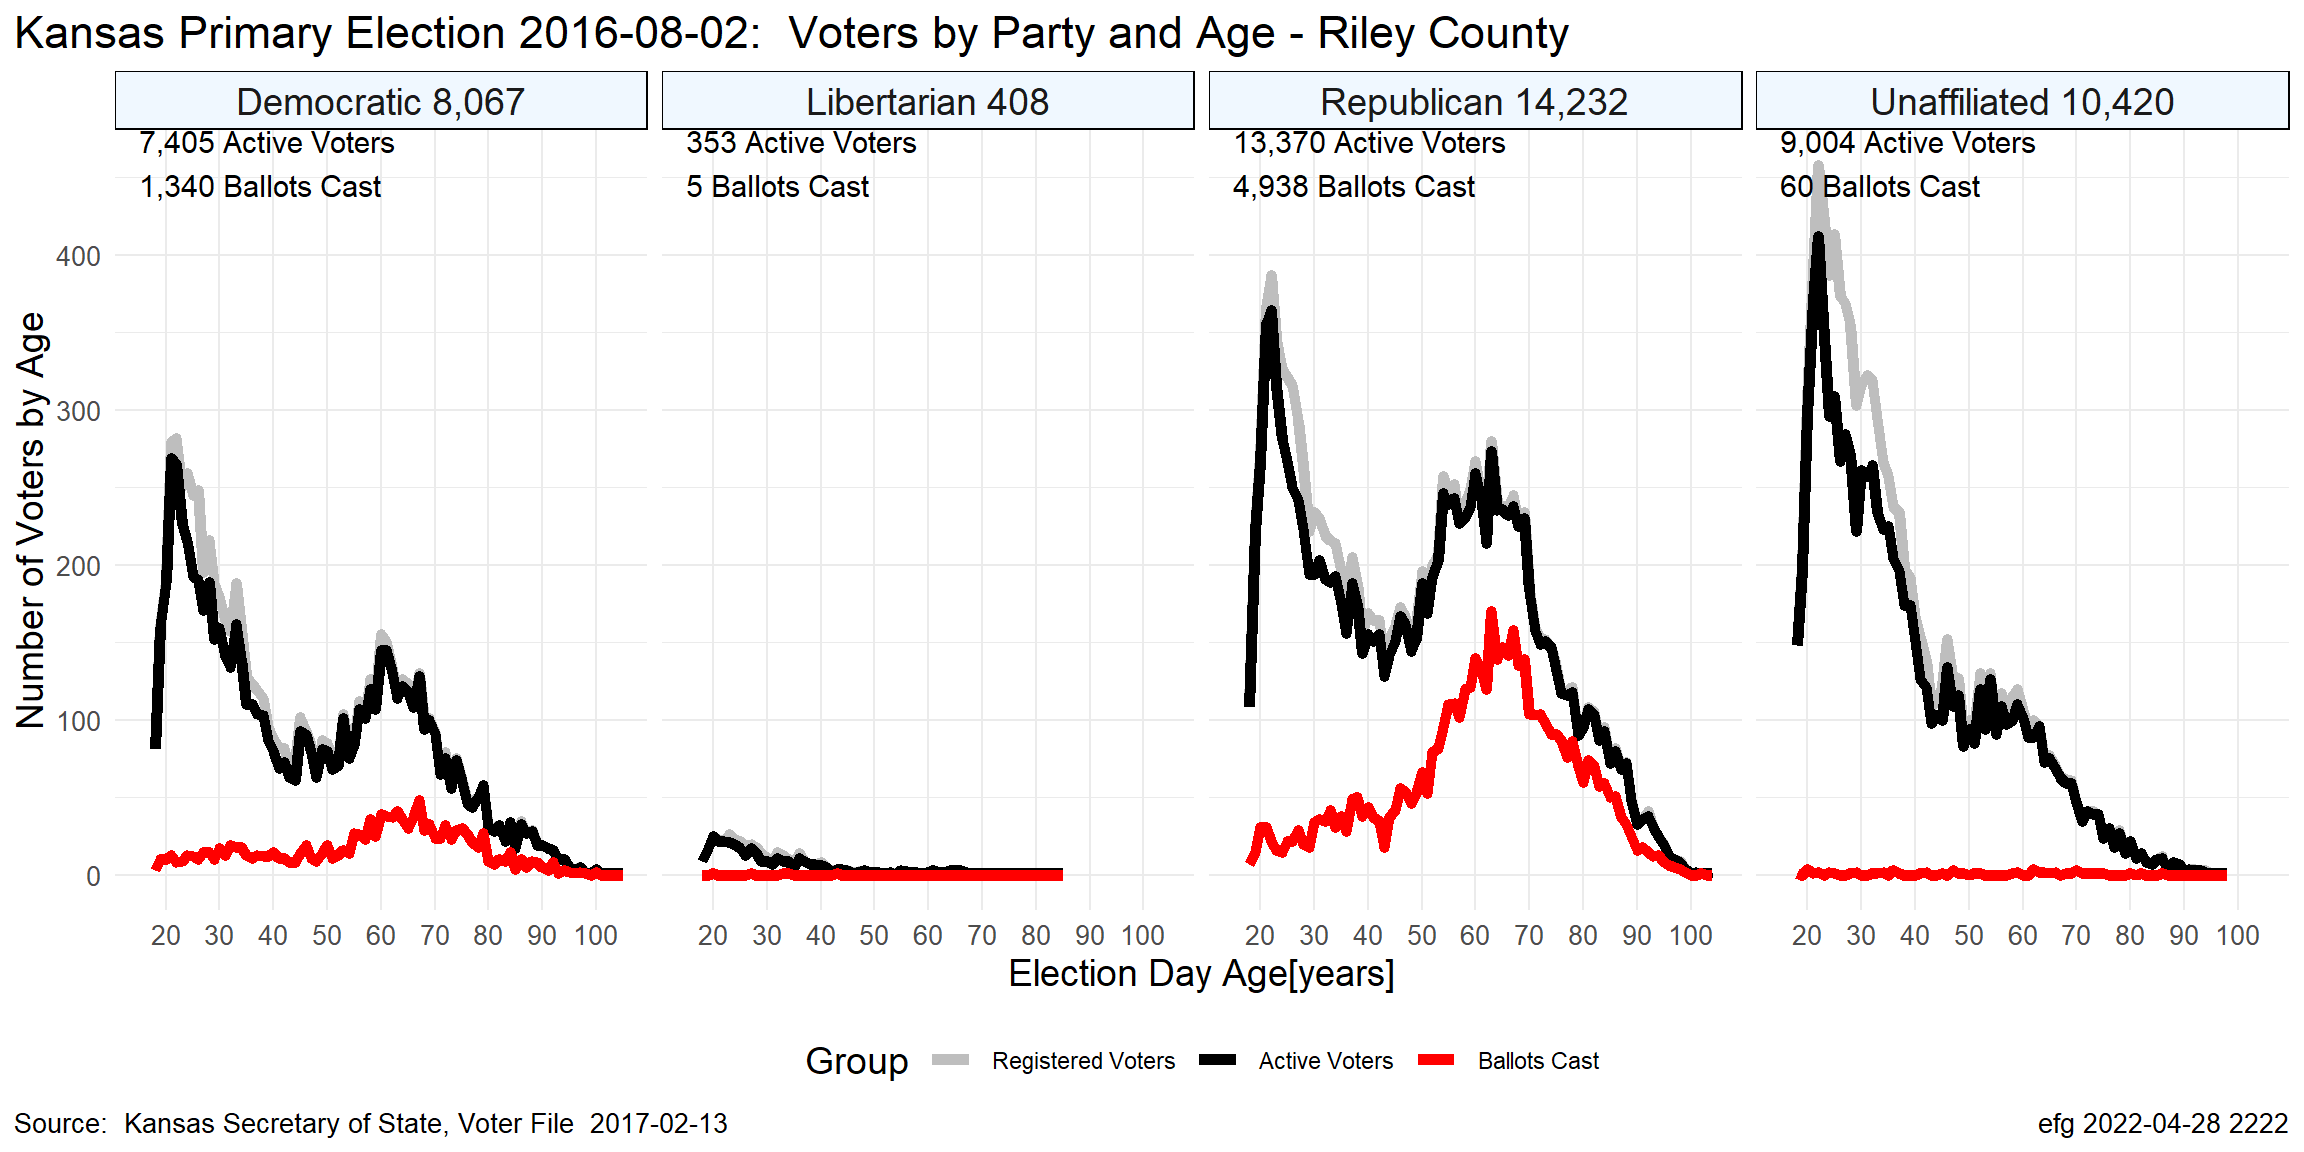 Kansas Primary Election 2016-08-02:  Voters by Party and Age - Riley County
Democratic 8,067
Libertarian 408
Republican 14,232
Unaffiliated 10,420
7,405 Active Voters
1,340 Ballots Cast
353 Active Voters
5 Ballots Cast
13,370 Active Voters
4,938 Ballots Cast
9,004 Active Voters
60 Ballots Cast
Number of Voters by Age
400
300
200
100
0
20 30 40 50 60 70 80 90 100
20 30 40 50 60 70 80 90 100
20 30 40 50 60 70 80 90 100
20 30 40 50 60 70 80 90 100
Election Day Age[years]
Group Registered Voters Active Voters Ballots Cast
Source:  Kansas Secretary of State, Voter File  2017-02-13
efg 2022-04-28 2222